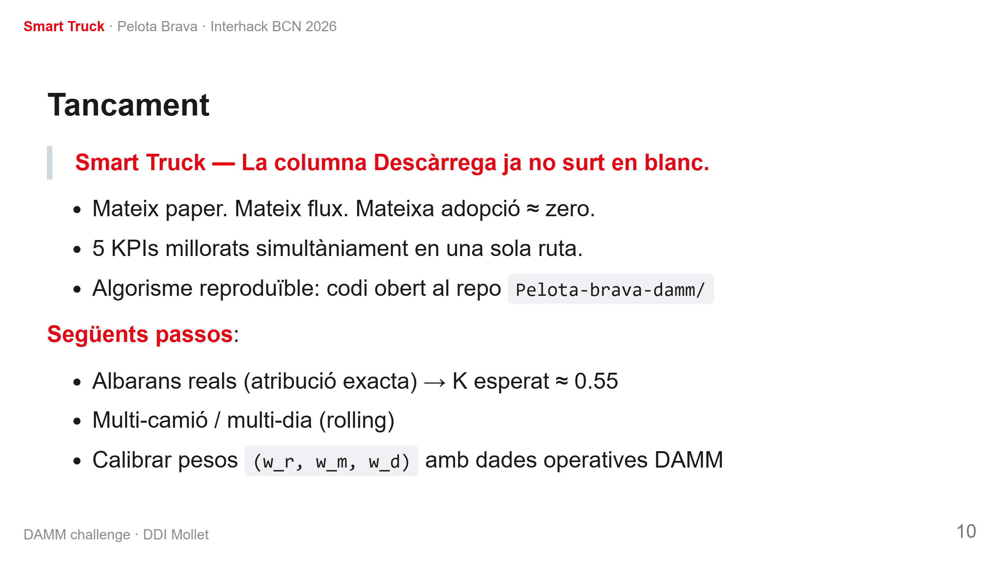 Smart Truck · Pelota Brava · Interhack BCN 2026
Tancament
Smart Truck — La columna Descàrrega ja no surt en blanc.
• Mateix paper. Mateix flux. Mateixa adopció ≈ zero.
• 5 KPIs millorats simultàniament en una sola ruta.
• Algorisme reproduïble: codi obert al repo Pelota-brava-damm/
Següents passos:
• Albarans reals (atribució exacta) → K esperat ≈ 0.55
• Multi-camió / multi-dia (rolling)
• Calibrar pesos (w_r, w_m, w_d) amb dades operatives DAMM
DAMM challenge · DDI Mollet
10